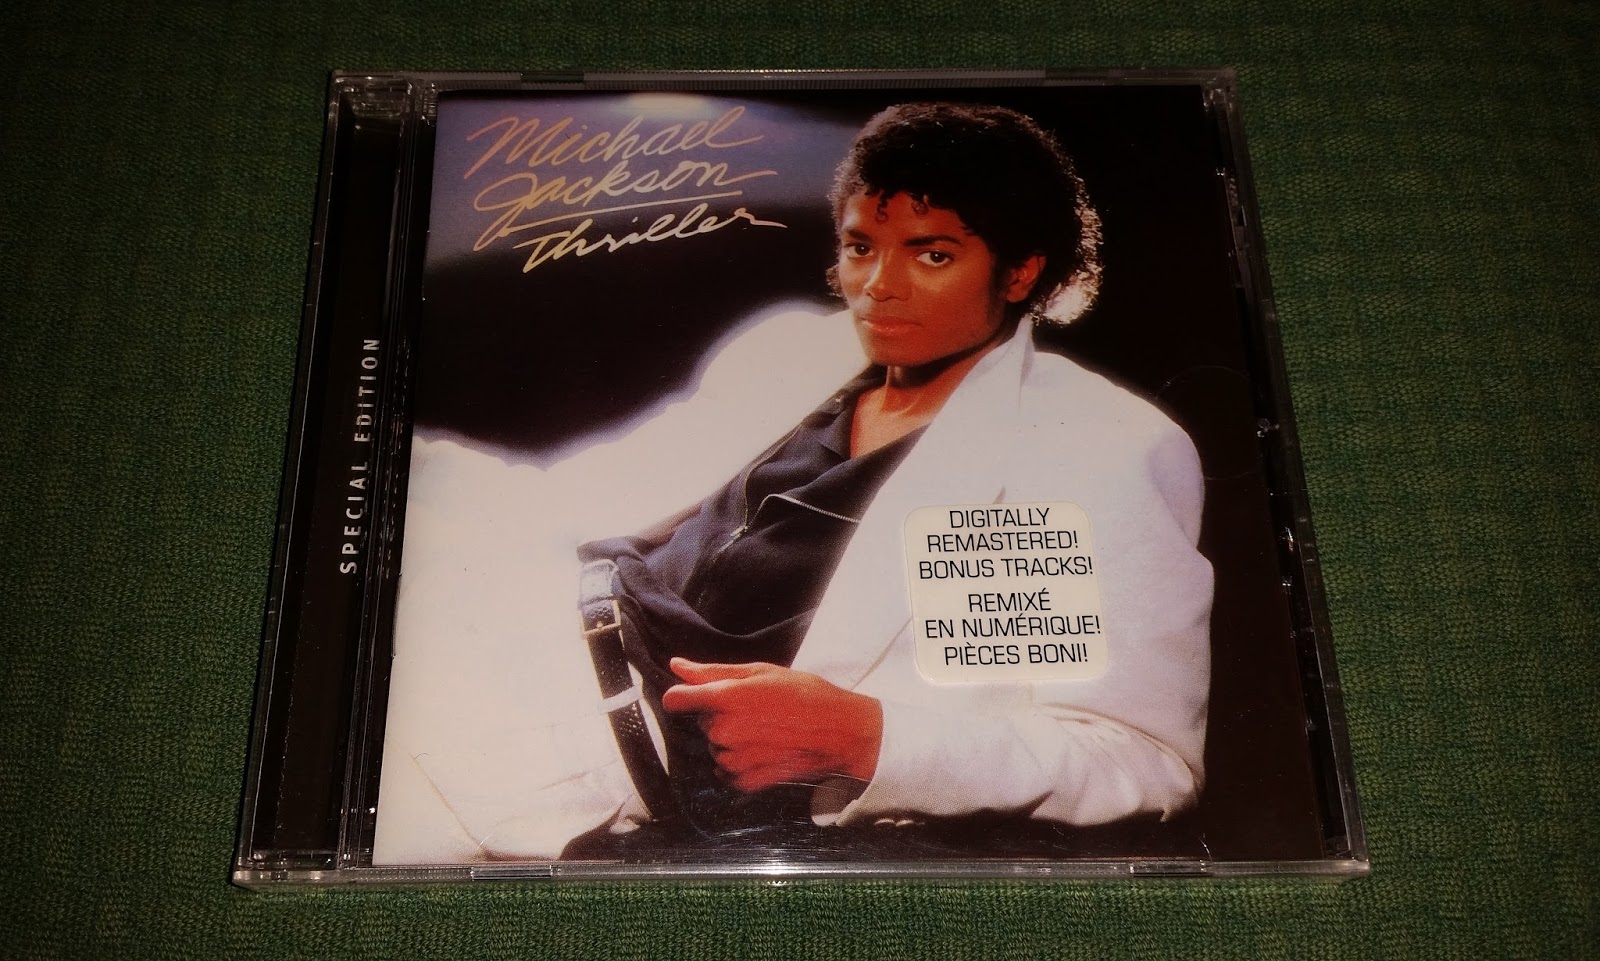 Michael
Jackson
Thriller
SPECIAL EDITION
DIGITALLY
REMASTERED!
BONUS TRACKS!
REMIXÉ
EN NUMÉRIQUE!
PIÈCES BONI!